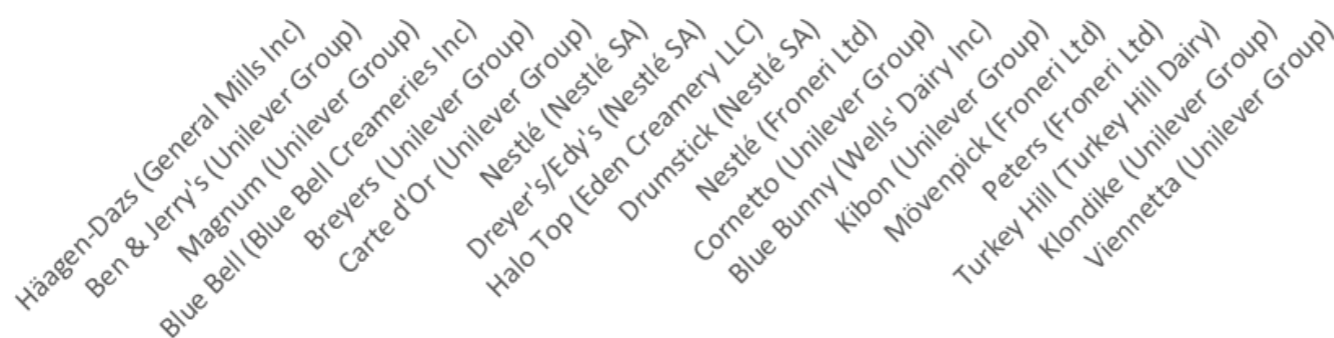 Häagen-Dazs (General Mills Inc)
Ben & Jerry's (Unilever Group)
Magnum (Unilever Group)
Blue Bell (Blue Bell Creameries Inc)
Breyers (Unilever Group)
Carte d'Or (Unilever Group)
Nestlé (Nestlé SA)
Dreyer's/Edy's (Nestlé SA)
Halo Top (Eden Creamery LLC)
Drumstick (Nestlé SA)
Nestlé (Froneri Ltd)
Cornetto (Unilever Group)
Blue Bunny (Wells' Dairy Inc)
Kibon (Unilever Group)
Mövenpick (Froneri Ltd)
Peters (Froneri Ltd)
Turkey Hill (Turkey Hill Dairy)
Klondike (Unilever Group)
Viennetta (Unilever Group)